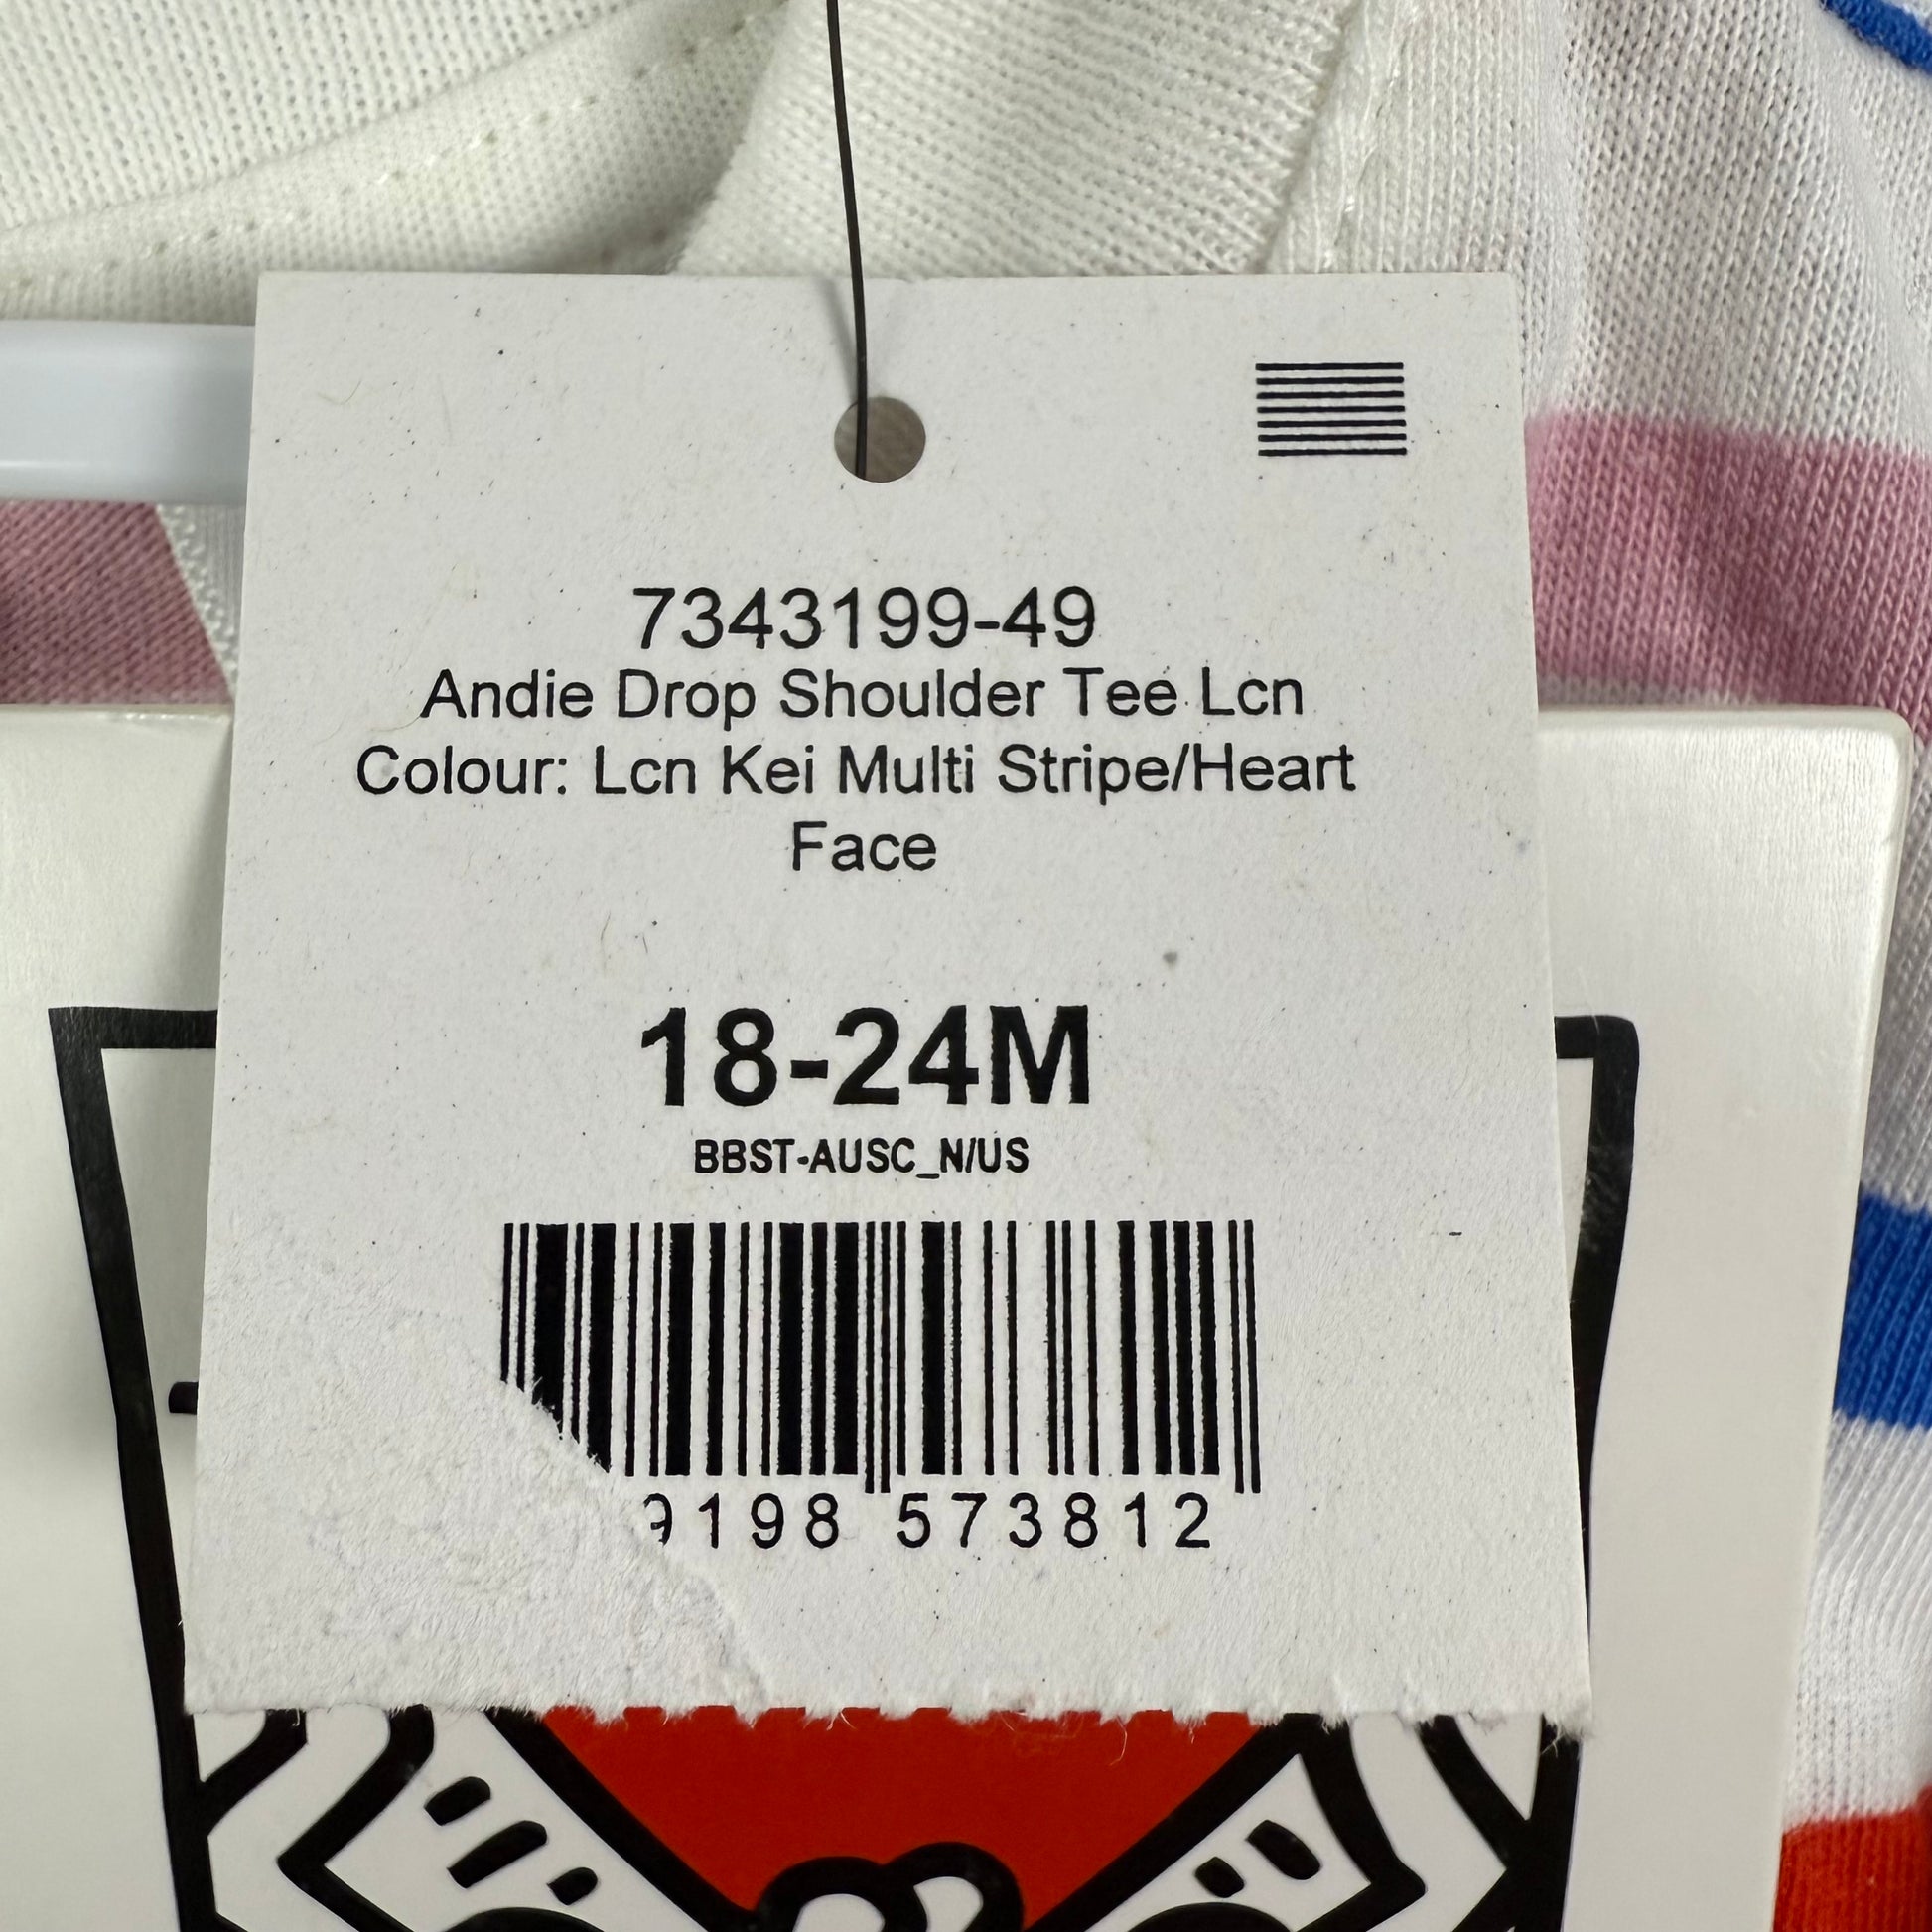 7343199-49
Andie Drop Shoulder Tee Lcn
Colour: Lcn Kei Multi Stripe/Heart
Face
18-24M
BBST-AUSC_N/US
9198 573812